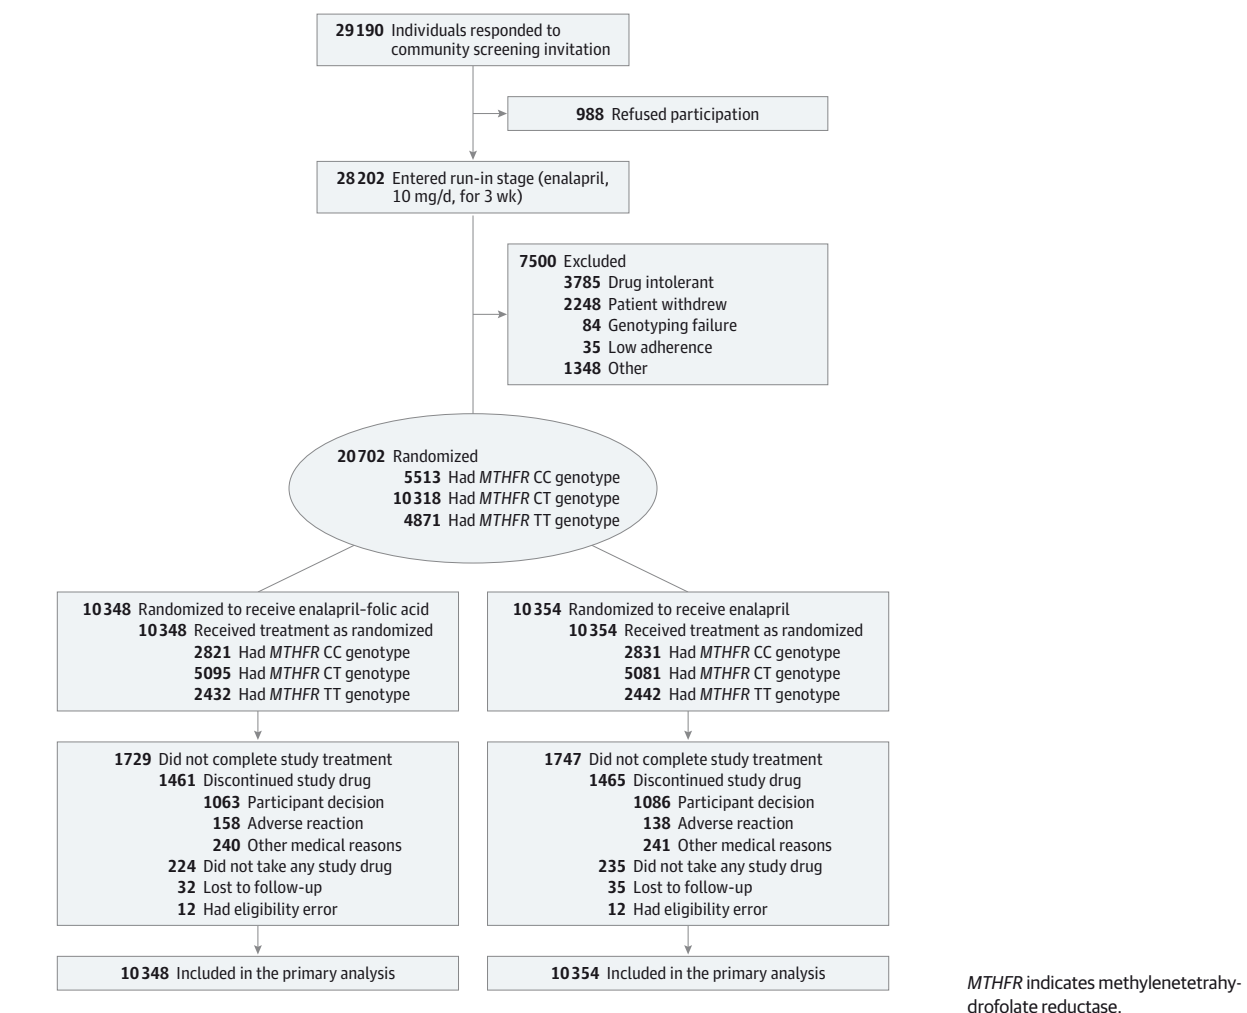 29190 Individuals responded to
community screening invitation
988 Refused participation
28202 Entered run-in stage (enalapril,
10 mg/d, for 3 wk)
7500 Excluded
3785 Drug intolerant
2248 Patient withdrew
84 Genotyping failure
35 Low adherence
1348 Other
20702 Randomized
5513 Had MTHFR CC genotype
10318 Had MTHFR CT genotype
4871 Had MTHFR TT genotype
10348 Randomized to receive enalapril–folic acid
10348 Received treatment as randomized
2821 Had MTHFR CC genotype
5095 Had MTHFR CT genotype
2432 Had MTHFR TT genotype
10354 Randomized to receive enalapril
10354 Received treatment as randomized
2831 Had MTHFR CC genotype
5081 Had MTHFR CT genotype
2442 Had MTHFR TT genotype
1729 Did not complete study treatment
1461 Discontinued study drug
1063 Participant decision
158 Adverse reaction
240 Other medical reasons
224 Did not take any study drug
32 Lost to follow-up
12 Had eligibility error
1747 Did not complete study treatment
1465 Discontinued study drug
1086 Participant decision
138 Adverse reaction
241 Other medical reasons
235 Did not take any study drug
35 Lost to follow-up
12 Had eligibility error
10348 Included in the primary analysis
10354 Included in the primary analysis
MTHFR indicates methylenetetrahy-
drofolate reductase.